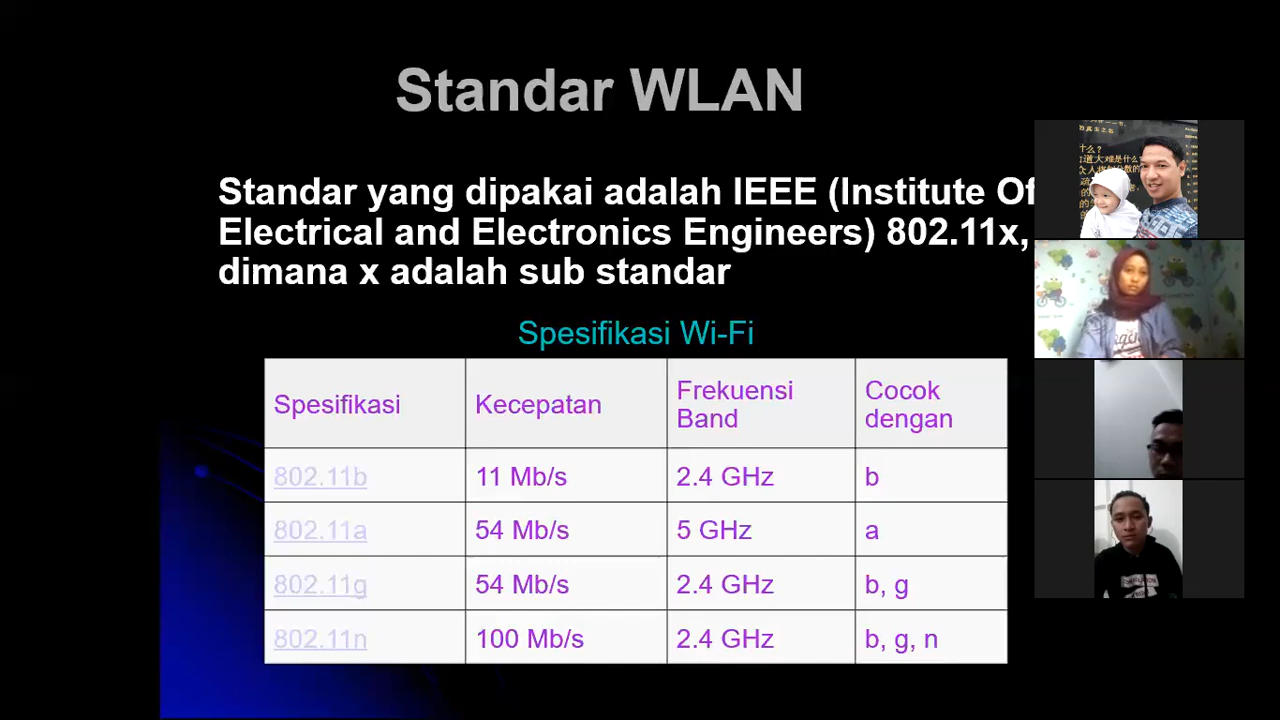 Standar WLAN
Standar yang dipakai adalah IEEE (Institute Of
Electrical and Electronics Engineers) 802.11x,
dimana x adalah sub standar
Spesifikasi Wi-Fi
Spesifikasi Kecepatan Frekuensi Band Cocok dengan
802.11b 11 Mb/s 2.4 GHz b
802.11a 54 Mb/s 5 GHz a
802.11g 54 Mb/s 2.4 GHz b, g
802.11n 100 Mb/s 2.4 GHz b, g, n
什么?